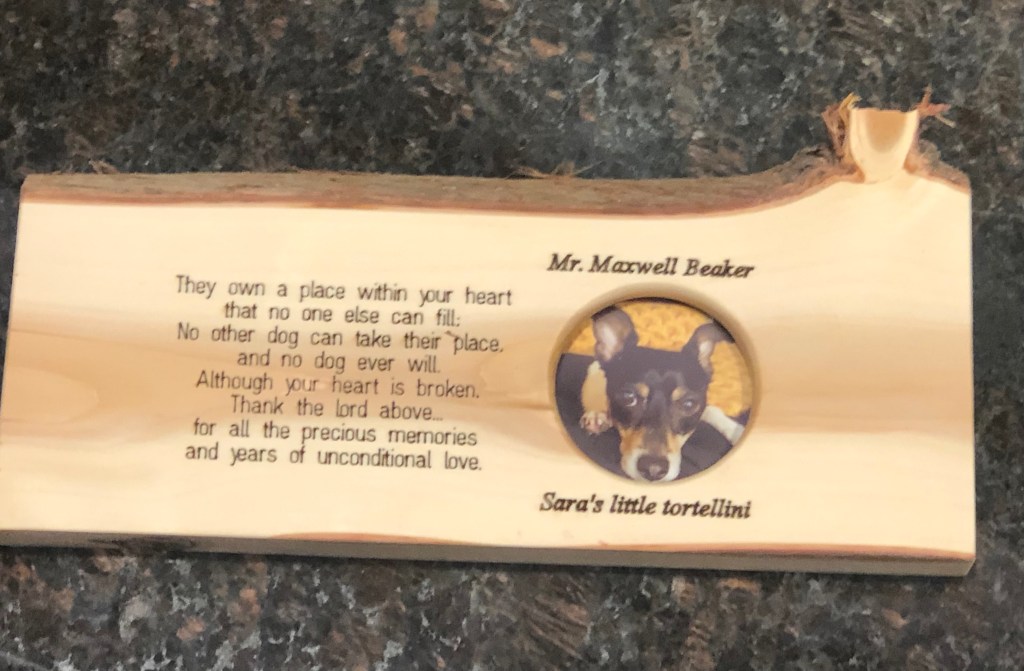 They own a place within your heart
that no one else can fill:
No other dog can take their place,
and no dog ever will.
Although your heart is broken,
Thank the lord above...
for all the precious memories
and years of unconditional love.
Mr. Maxwell Beaker
Sara's little tortellini